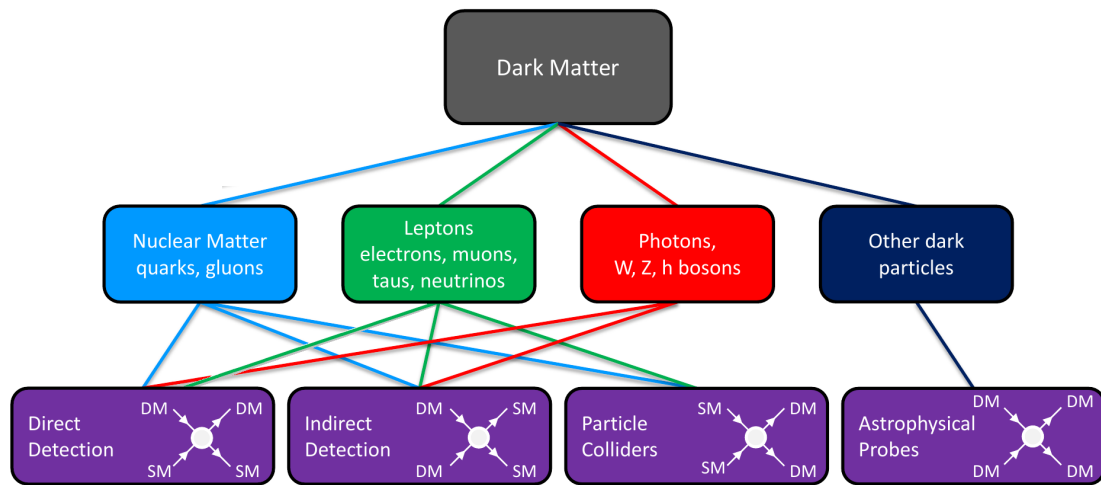 Dark Matter
Nuclear Matter
quarks, gluons
Leptons
electrons, muons,
taus, neutrinos
Photons,
W, Z, h bosons
Other dark
particles
Direct
Detection
DM
DM
SM
SM
Indirect
Detection
DM
SM
DM
SM
Particle
Colliders
SM
DM
SM
DM
Astrophysical
Probes
DM
DM
DM
DM